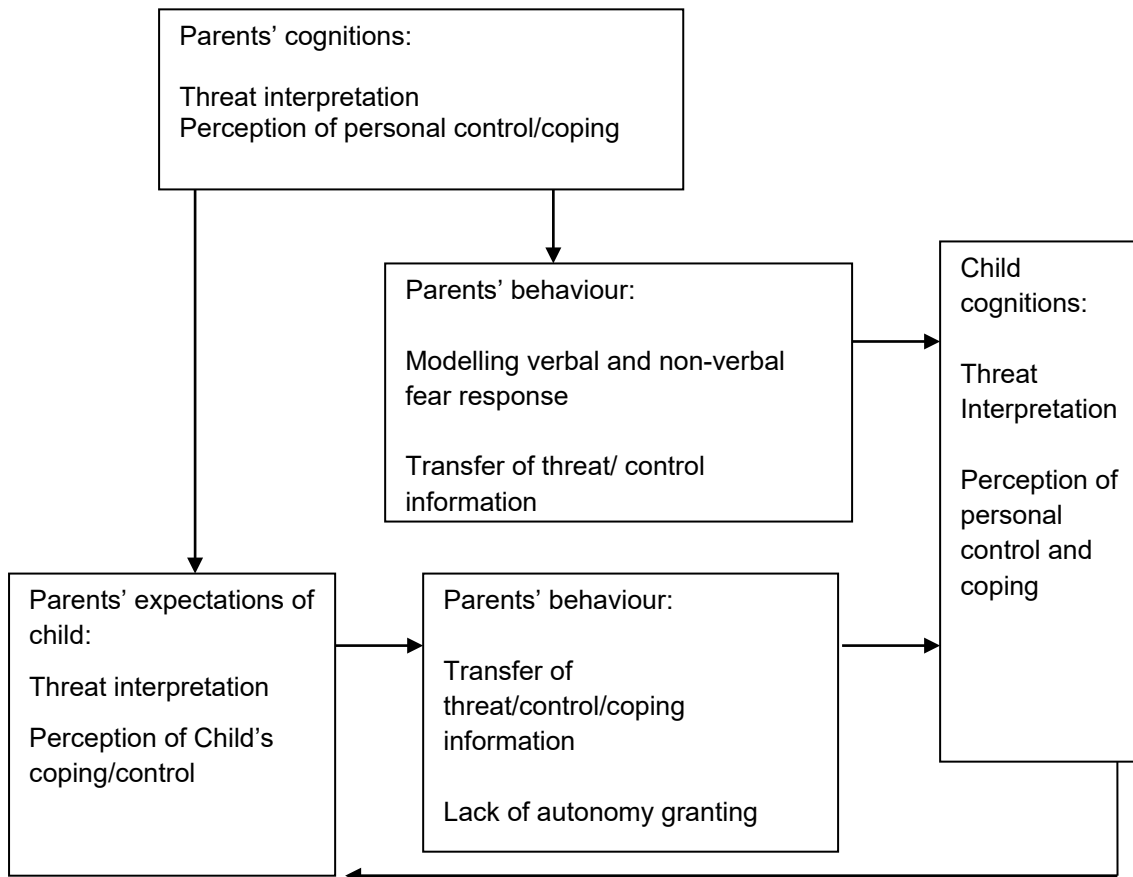 Parents’ cognitions:
Threat interpretation
Perception of personal control/coping
Parents’ behaviour:
Modelling verbal and non-verbal
fear response
Transfer of threat/ control
information
Child
cognitions:
Threat
Interpretation
Perception of
personal
control and
coping
Parents’ expectations of
child:
Threat interpretation
Perception of Child’s
coping/control
Parents’ behaviour:
Transfer of
threat/control/coping
information
Lack of autonomy granting